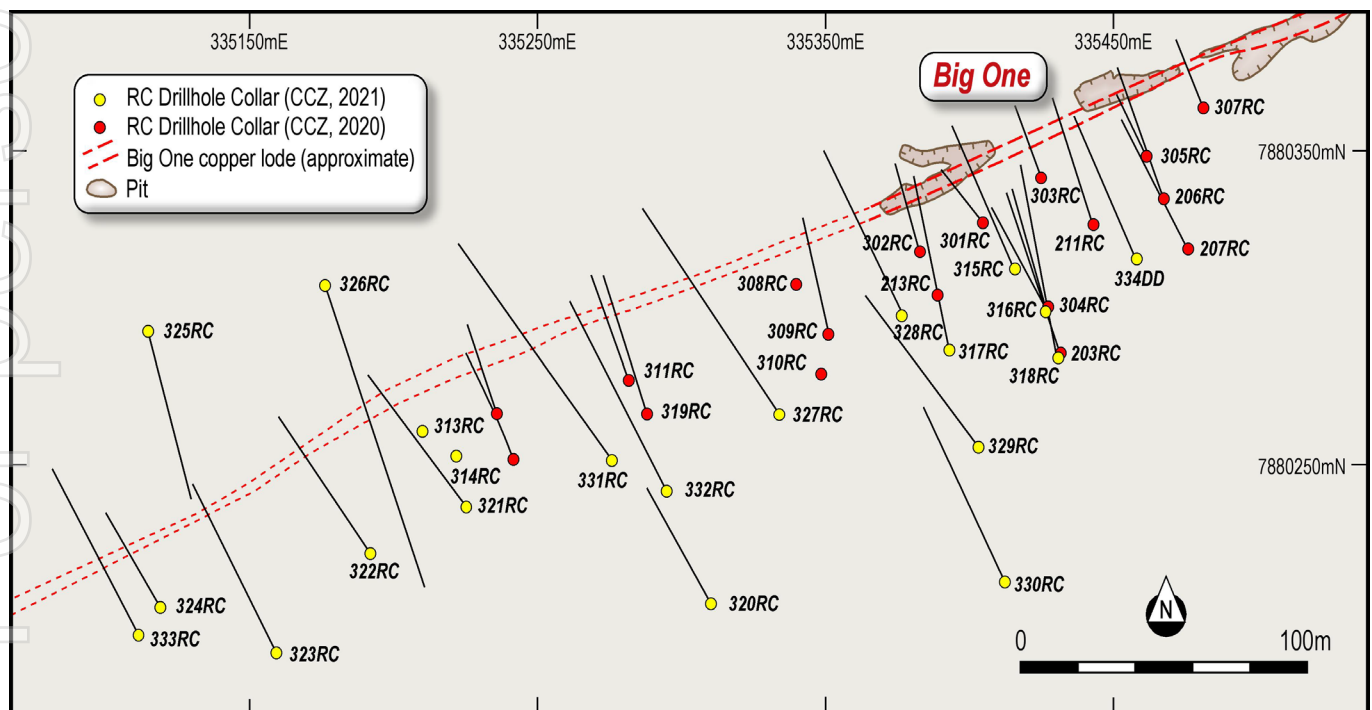 335150mE
335250mE
335350mE
335450mE
Big One
RC Drillhole Collar (CCZ, 2021)
RC Drillhole Collar (CCZ, 2020)
Big One copper lode (approximate)
Pit
307RC
7880350mN
305RC
206RC
303RC
301RC
302RC
211RC
207RC
315RC
334DD
326RC
308RC
213RC
316RC
304RC
325RC
309RC
328RC
317RC
203RC
310RC
318RC
311RC
319RC
327RC
313RC
329RC
314RC
331RC
7880250mN
332RC
321RC
322RC
330RC
320RC
324RC
333RC
323RC
N
0
100m